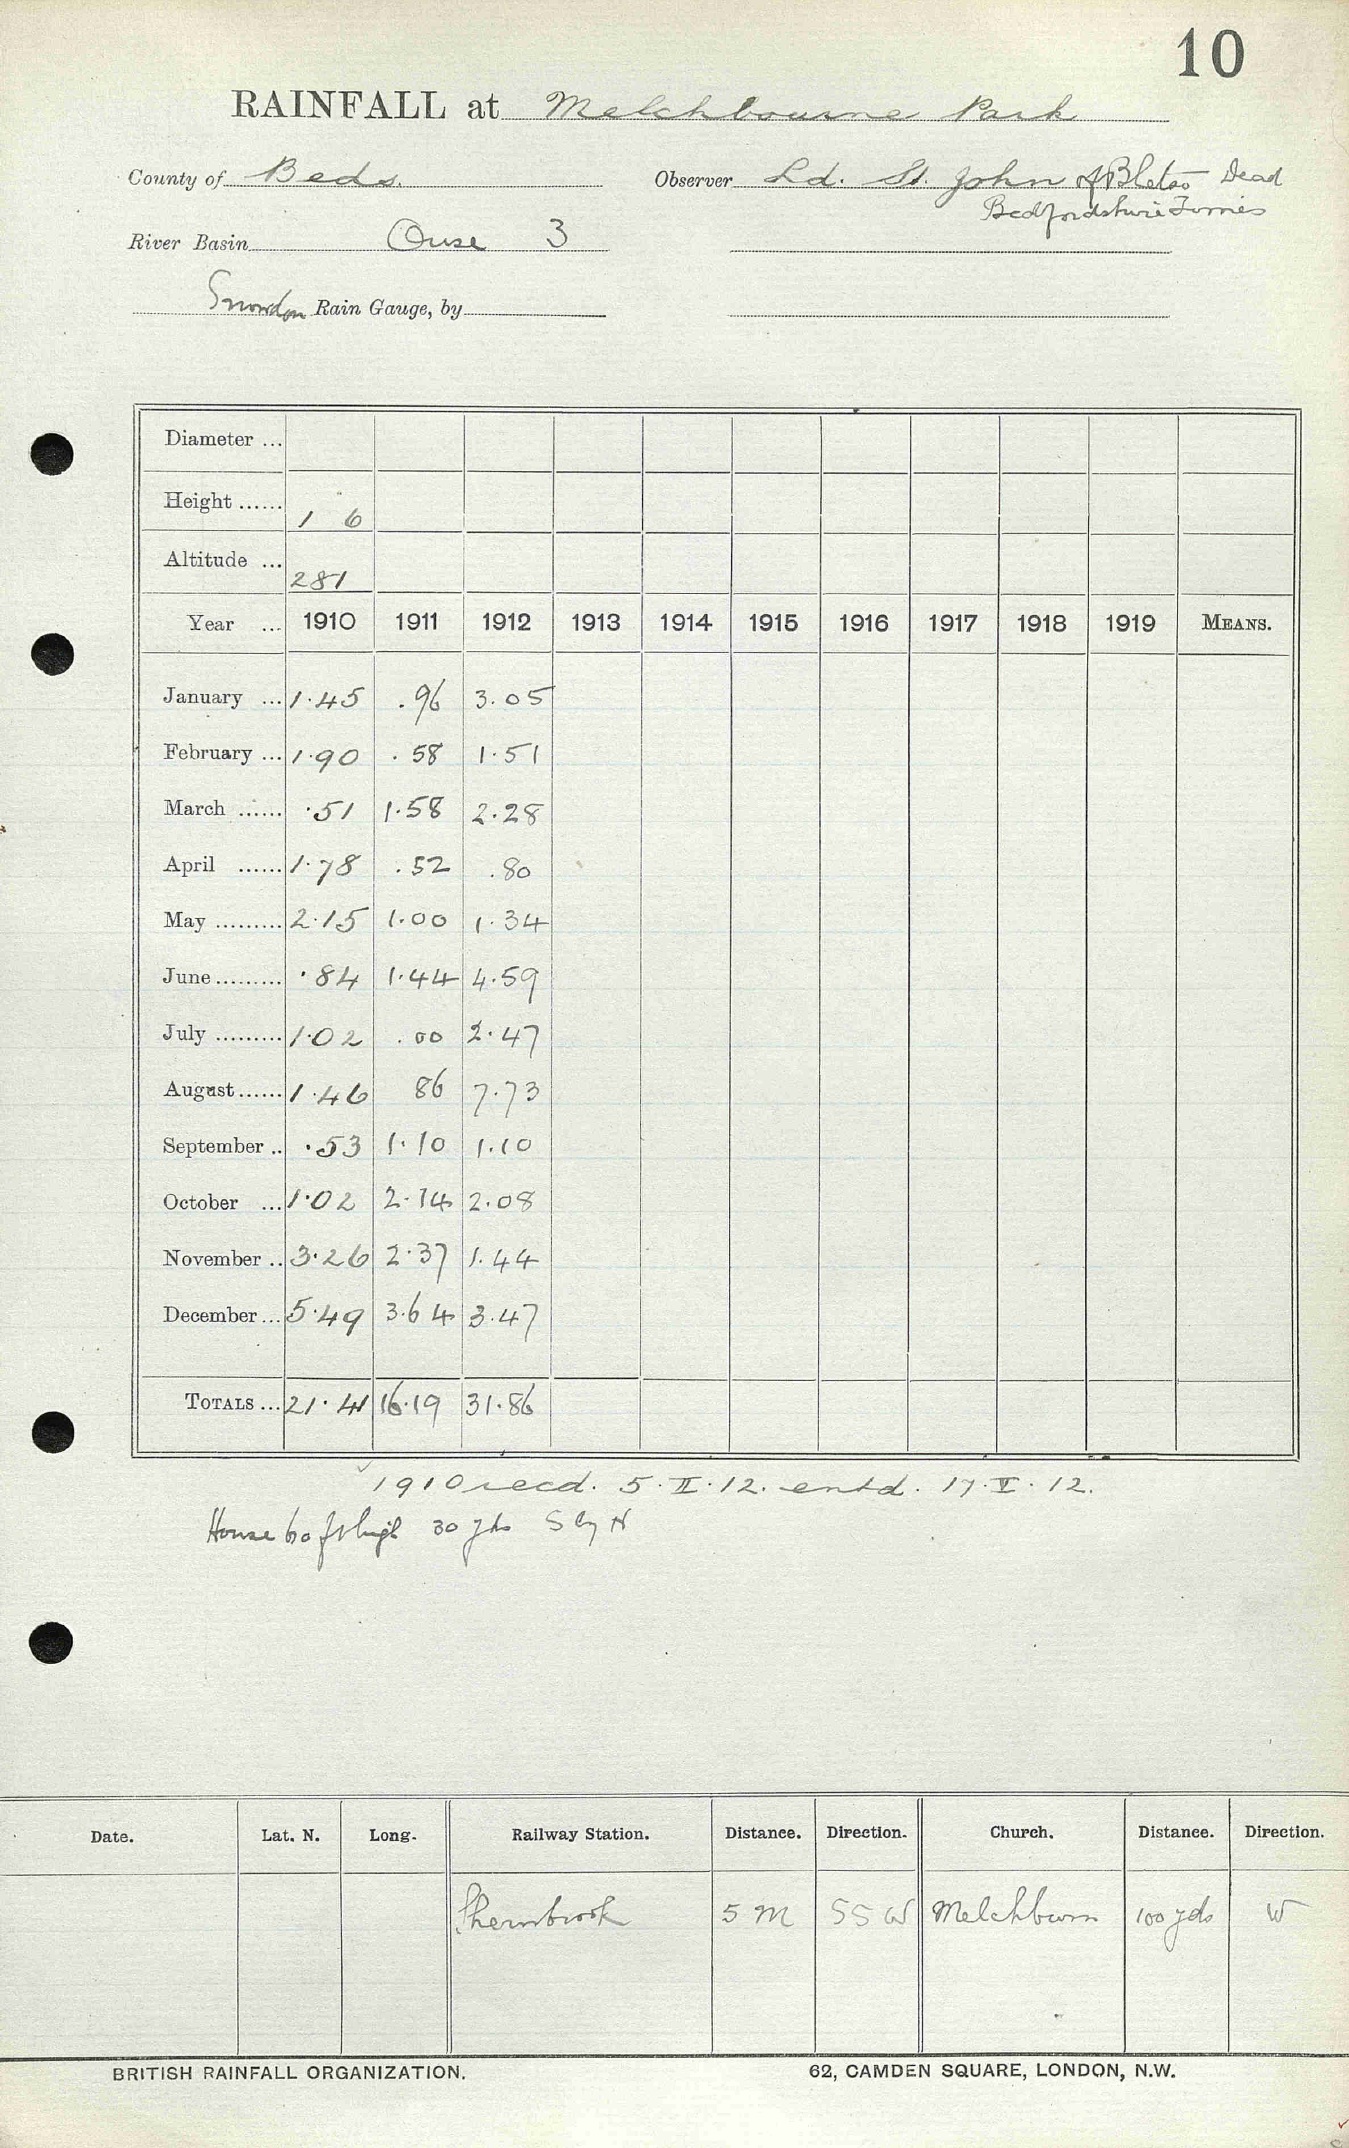 10
RAINFALL at Melchbourne Park
County of Beds. Observer Ld. St. John of Bletso Dead
Bedfordshire Times
River Basin Ouse 3
Snowdon Rain Gauge, by
Diameter ...
Height ...... 1 6
Altitude ... 281
Year ... 1910 1911 1912 1913 1914 1915 1916 1917 1918 1919 MEANS.
January ... 1.45 .96 3.05
February ... 1.90 .58 1.51
March ...... .51 1.58 2.28
April ...... 1.78 .52 .80
May ......... 2.15 1.00 1.34
June ......... .84 1.44 4.59
July ......... 1.02 .00 2.47
August ...... 1.46 86 7.73
September .. .53 1.10 1.10
October ... 1.02 2.14 2.08
November .. 3.26 2.37 1.44
December ... 5.49 3.64 3.47
TOTALS ... 21.41 16.19 31.86
1910 recd. 5.II.12. entd. 17.V.12.
House 60 ft high 30 yds S by W
Date. Lat. N. Long. Railway Station. Distance. Direction. Church. Distance. Direction.
Shernbrook 5 M SSW Melchburn 100 yds W
BRITISH RAINFALL ORGANIZATION. 62, CAMDEN SQUARE, LONDON, N.W.